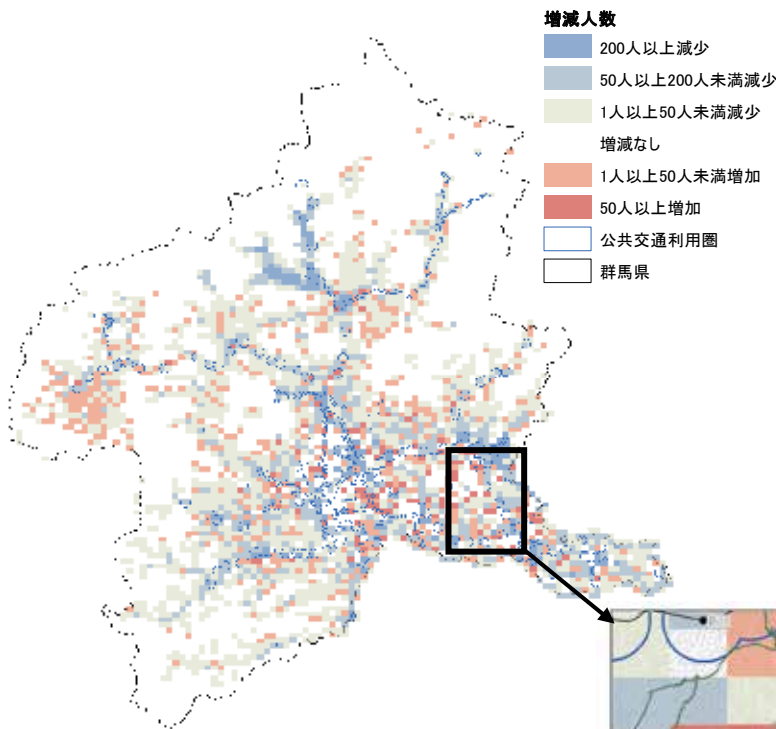 増減人数
200人以上減少
50人以上200人未満減少
1人以上50人未満減少
増減なし
1人以上50人未満増加
50人以上増加
公共交通利用圏
群馬県